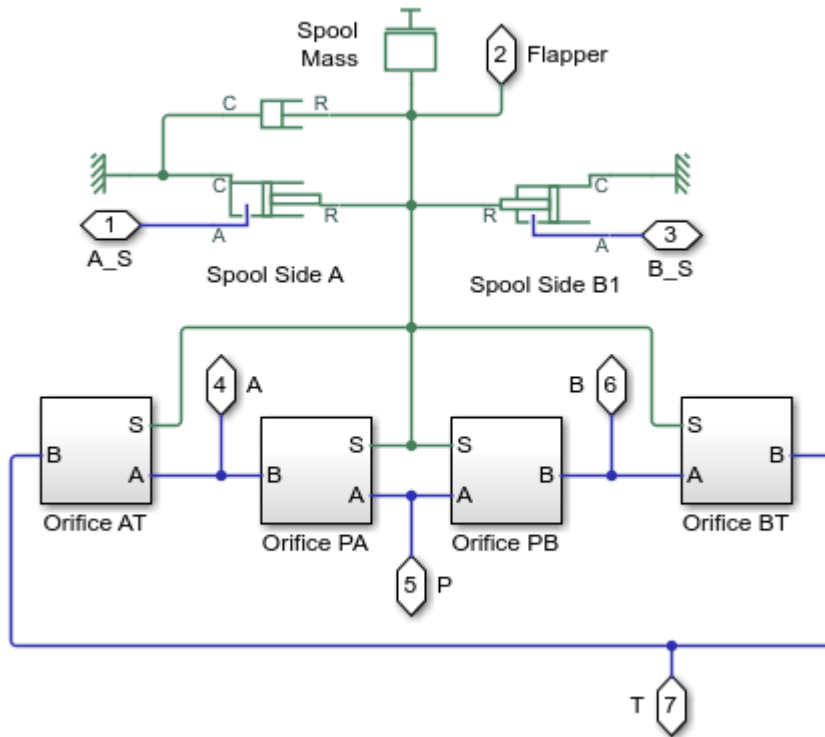 Spool
Mass
2
Flapper
C
R
C
R
C
R
1
A
A_S
3
A
B_S
Spool Side A
Spool Side B1
4
A
B
6
S
B
A
B
S
A
S
A
B
S
A
B
Orifice AT
Orifice PA
Orifice PB
Orifice BT
5
P
T
7